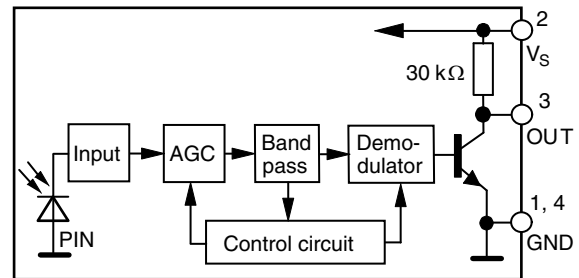 2
V_S
30 kΩ
3
OUT
Input
AGC
Band
pass
Demo-
dulator
1, 4
GND
PIN
Control circuit